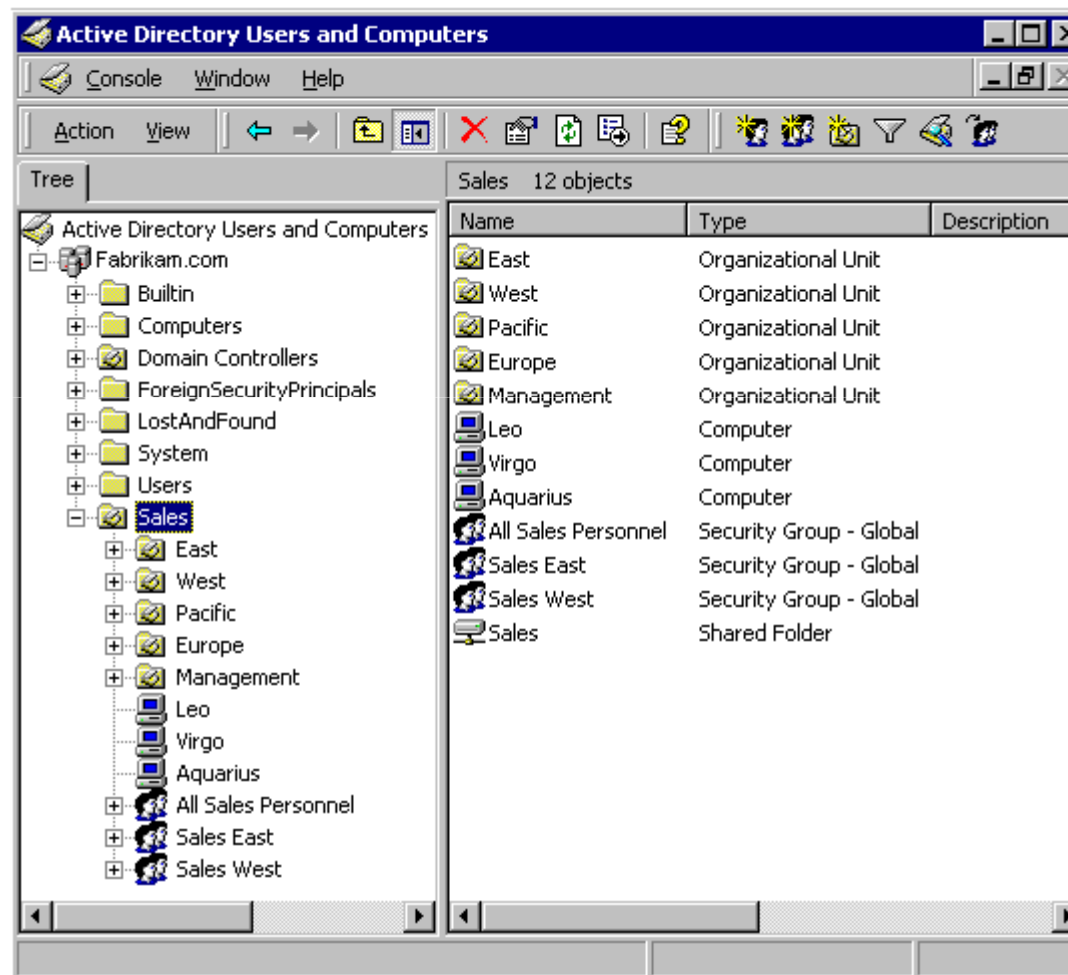 Active Directory Users and Computers
Console Window Help
Action View
Tree
Sales 12 objects
Active Directory Users and Computers
Fabrikam.com
Builtin
Computers
Domain Controllers
ForeignSecurityPrincipals
LostAndFound
System
Users
Sales
East
West
Pacific
Europe
Management
Leo
Virgo
Aquarius
All Sales Personnel
Sales East
Sales West
Name Type Description
East Organizational Unit
West Organizational Unit
Pacific Organizational Unit
Europe Organizational Unit
Management Organizational Unit
Leo Computer
Virgo Computer
Aquarius Computer
All Sales Personnel Security Group - Global
Sales East Security Group - Global
Sales West Security Group - Global
Sales Shared Folder